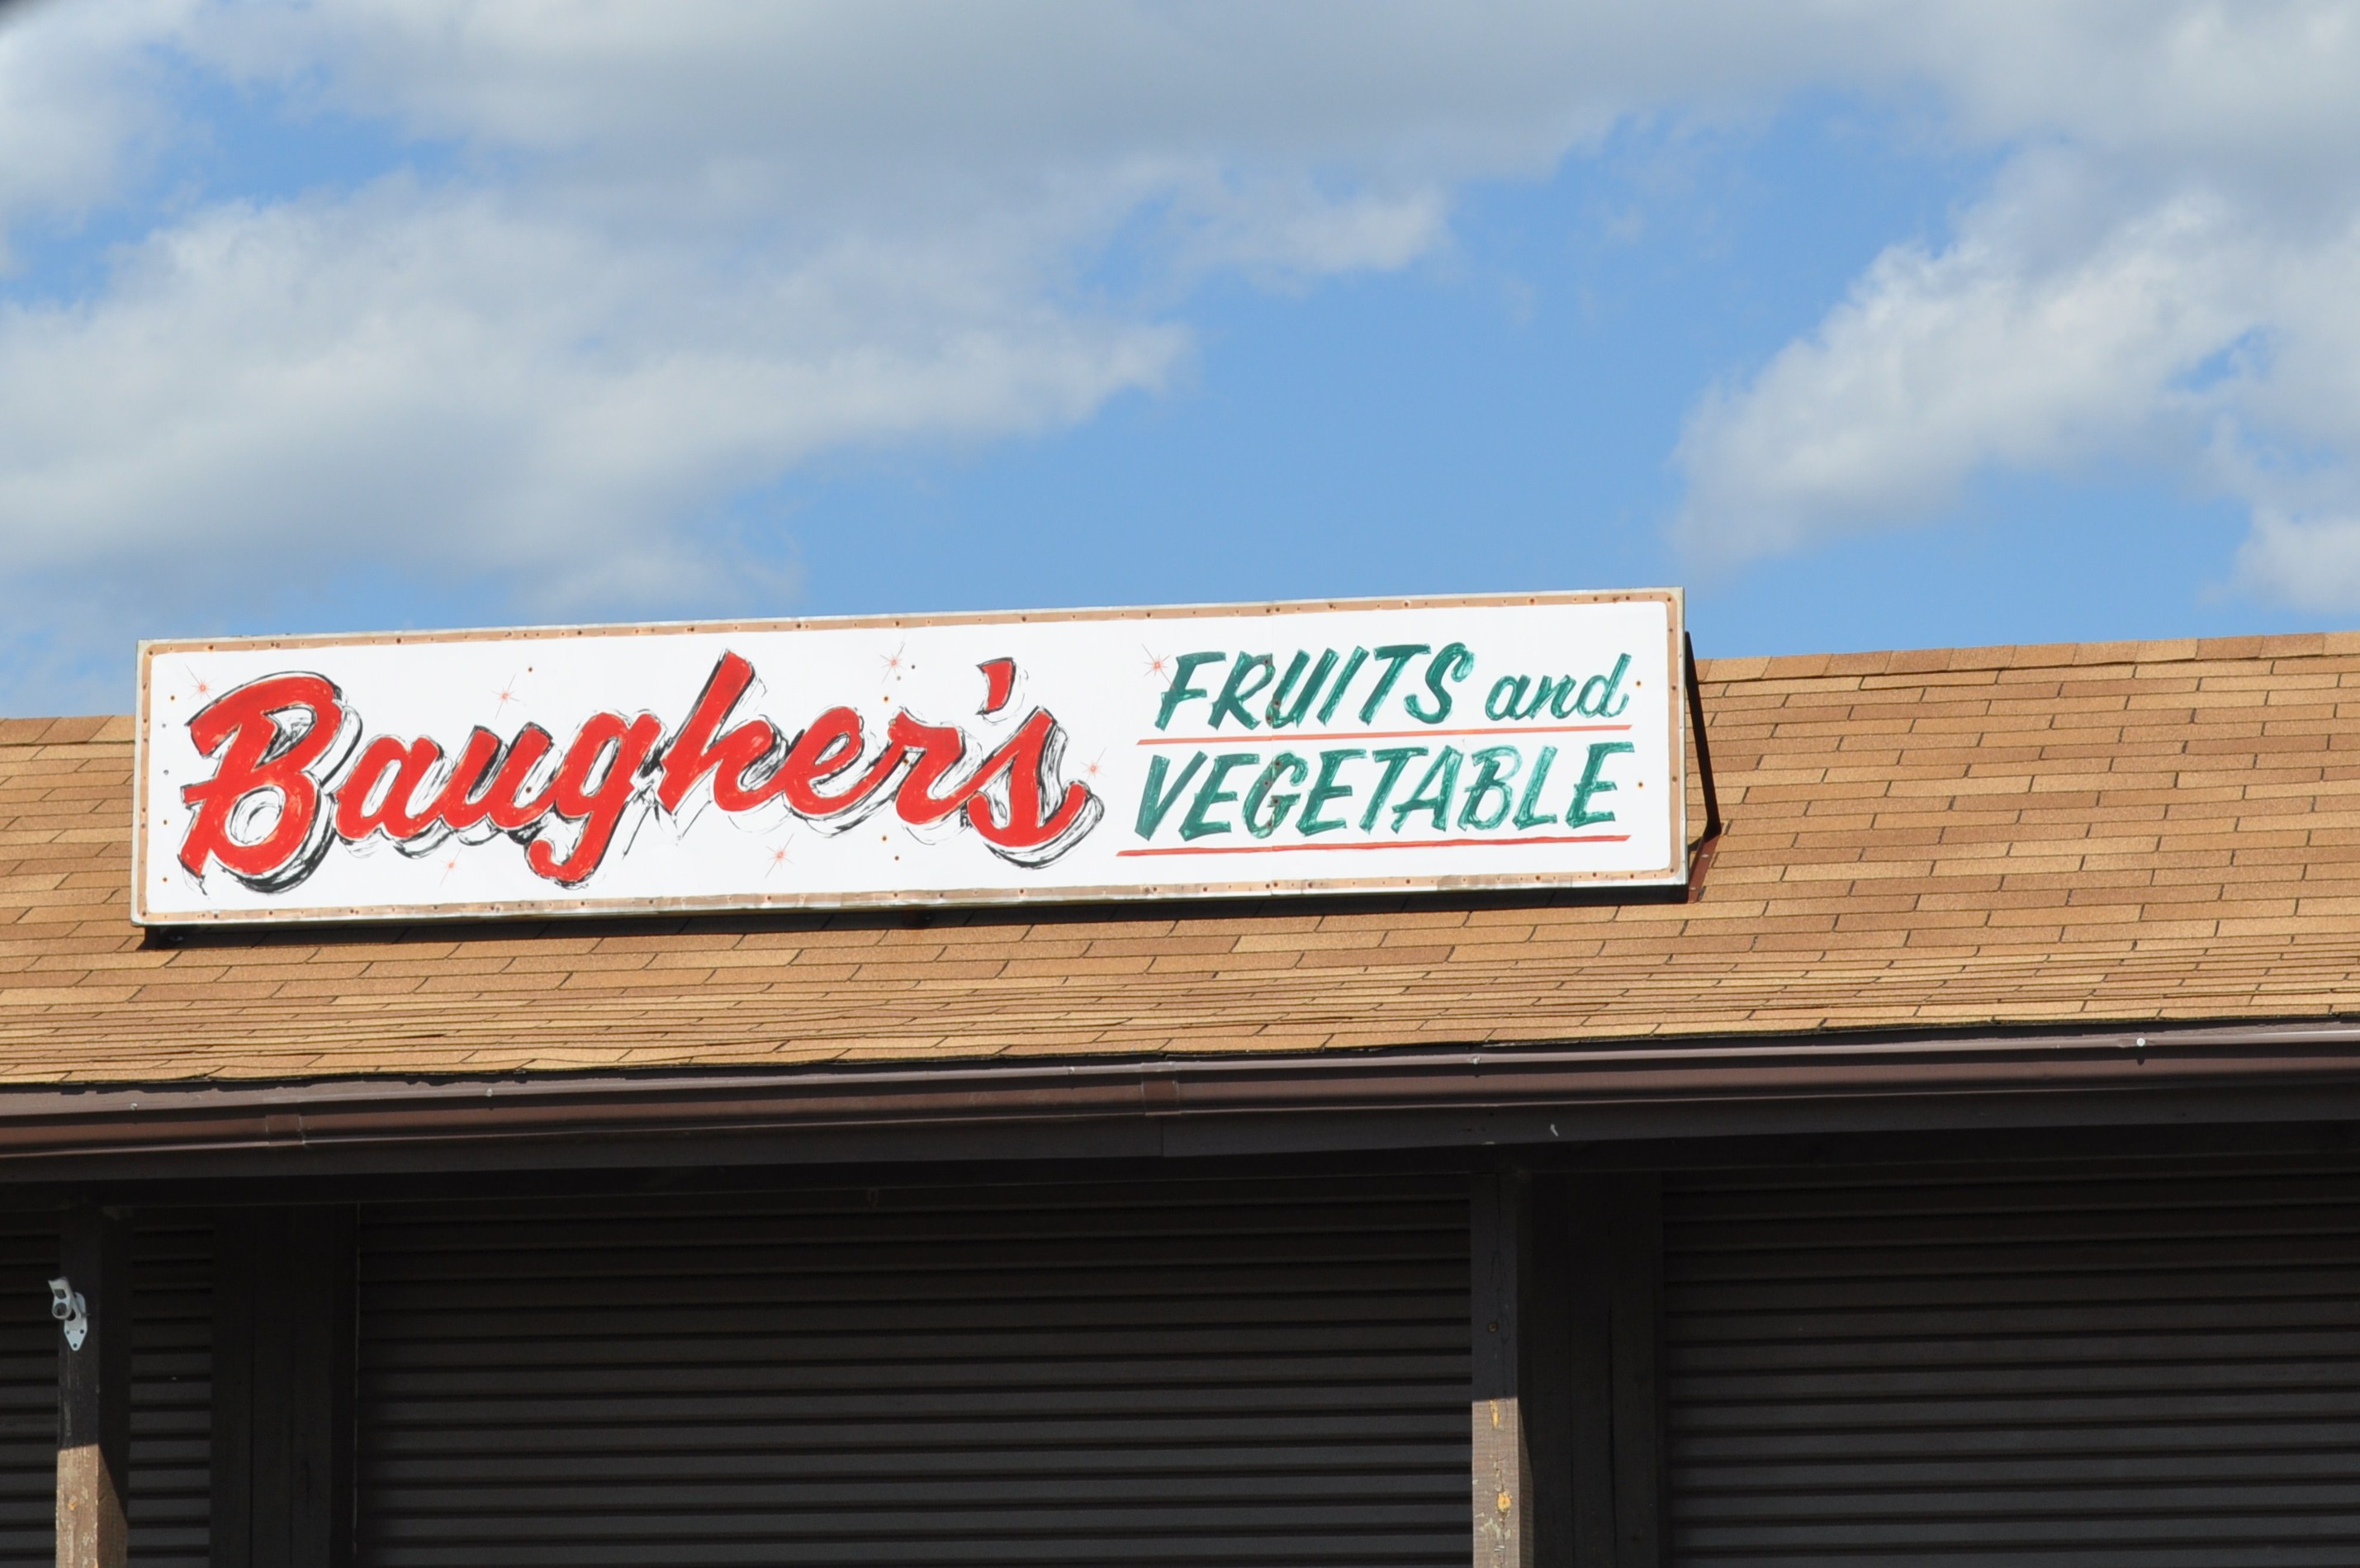 Baugher's
FRUITS and
VEGETABLE